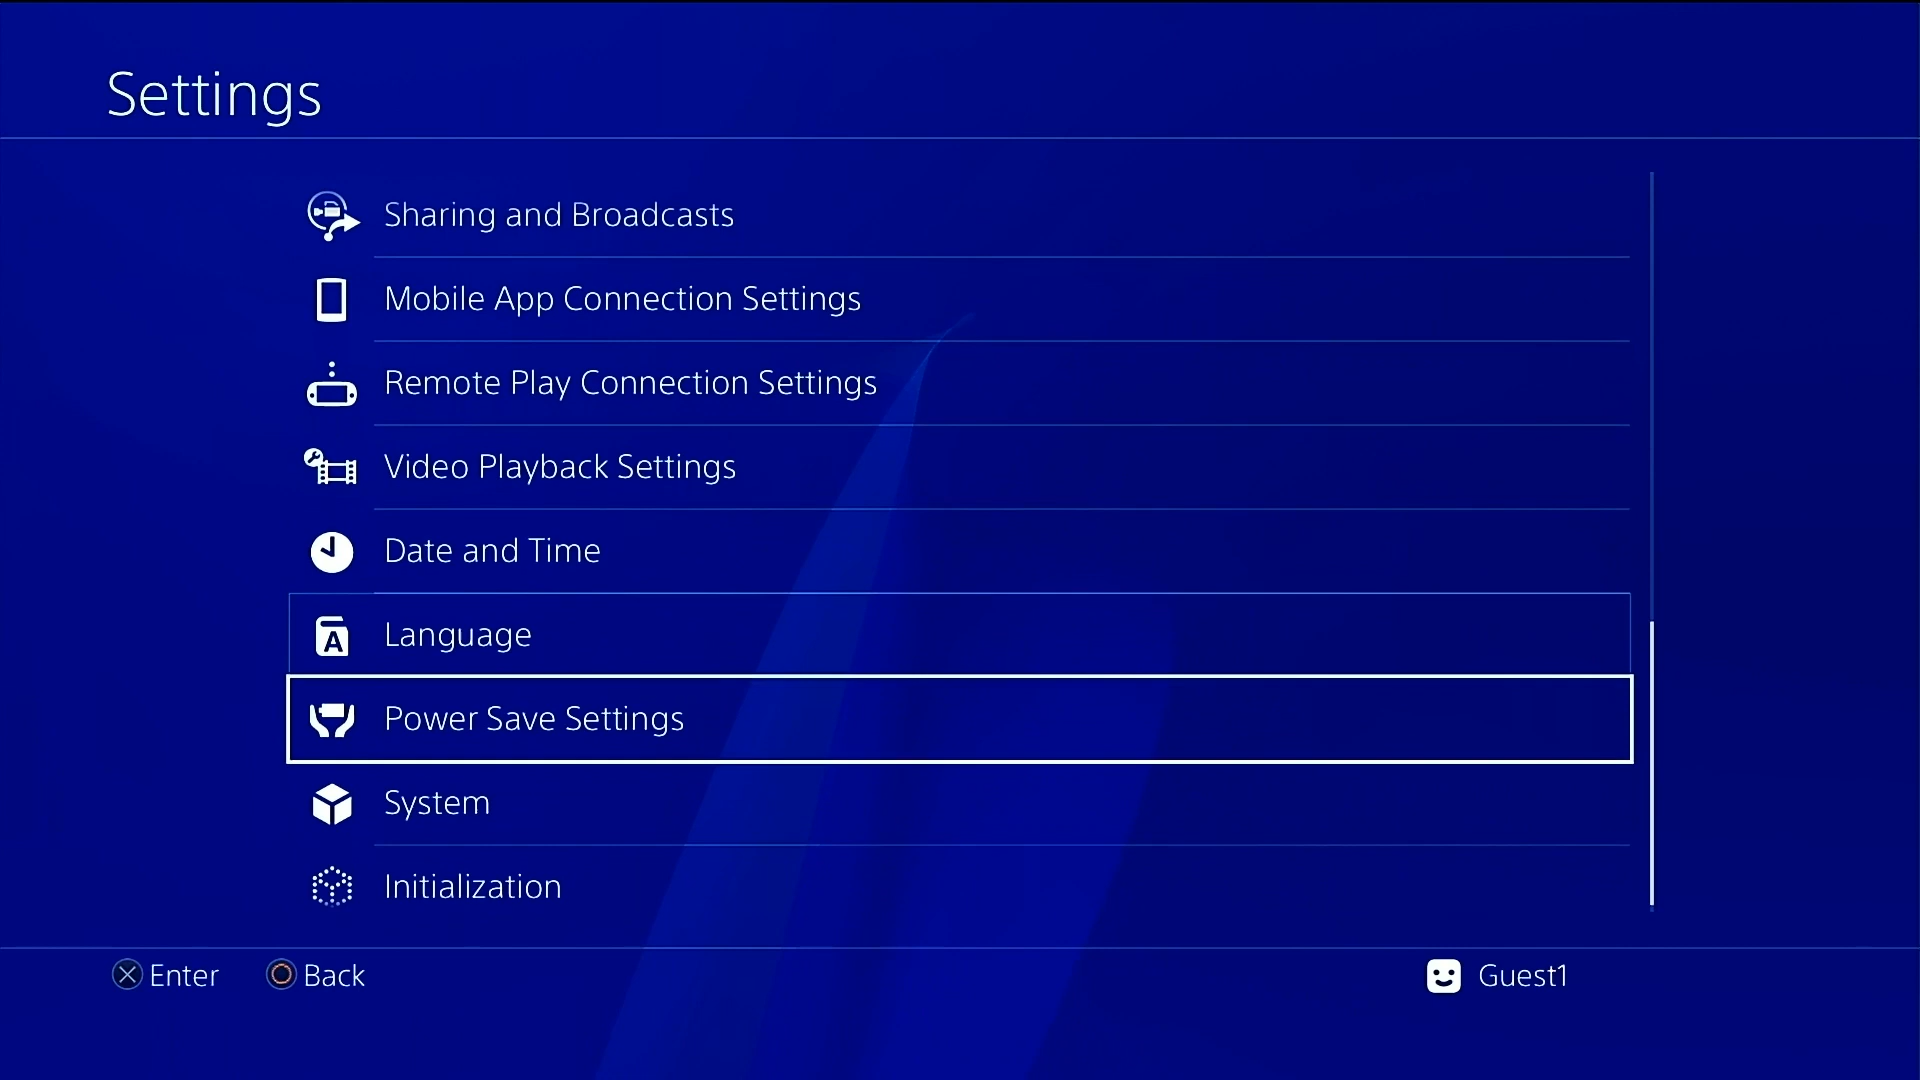 Settings
Sharing and Broadcasts
Mobile App Connection Settings
Remote Play Connection Settings
Video Playback Settings
Date and Time
A Language
Power Save Settings
System
Initialization
Enter Back Guest1